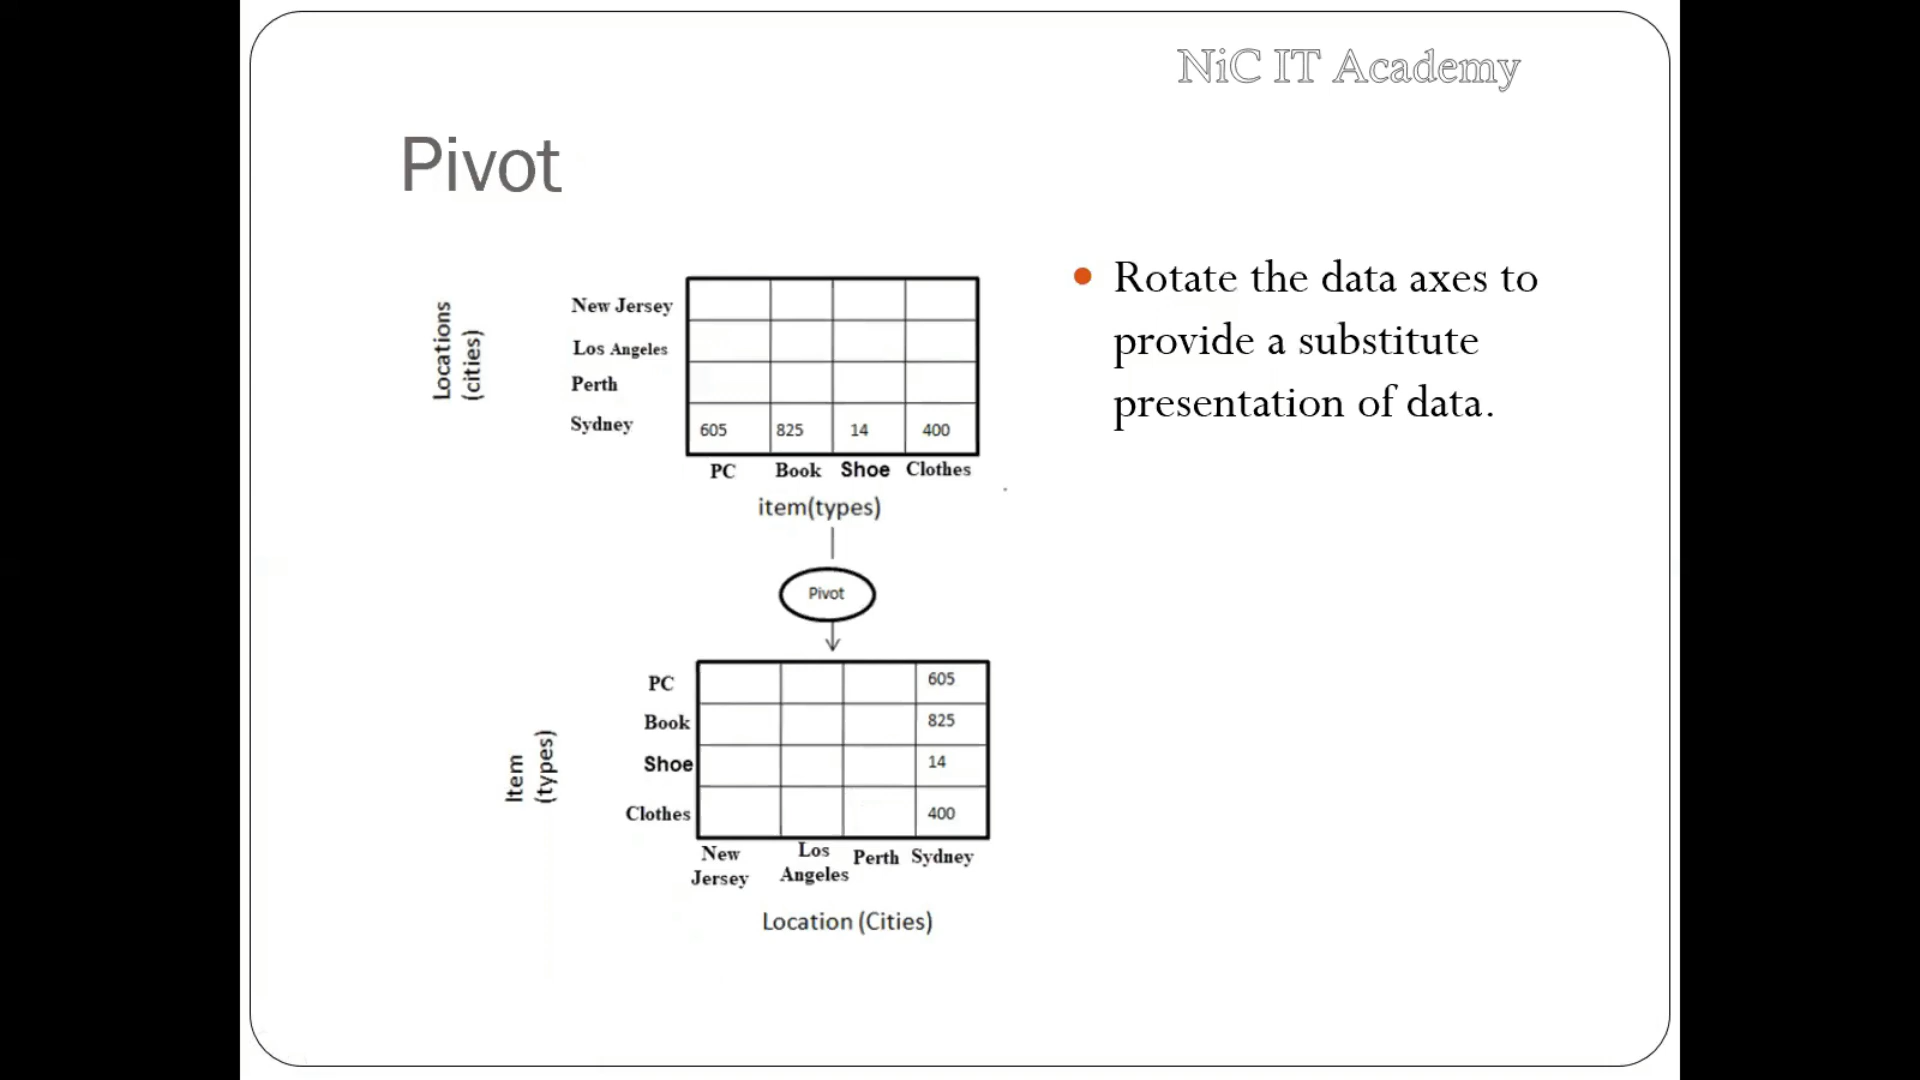 NiC IT Academy
Pivot
Locations
(cities)
New Jersey
Los Angeles
Perth
Sydney
605 825 14 400
PC Book Shoe Clothes
item(types)
Pivot
Item
(types)
PC 605
Book 825
Shoe 14
Clothes 400
New Jersey Los Angeles Perth Sydney
Location (Cities)
• Rotate the data axes to
provide a substitute
presentation of data.